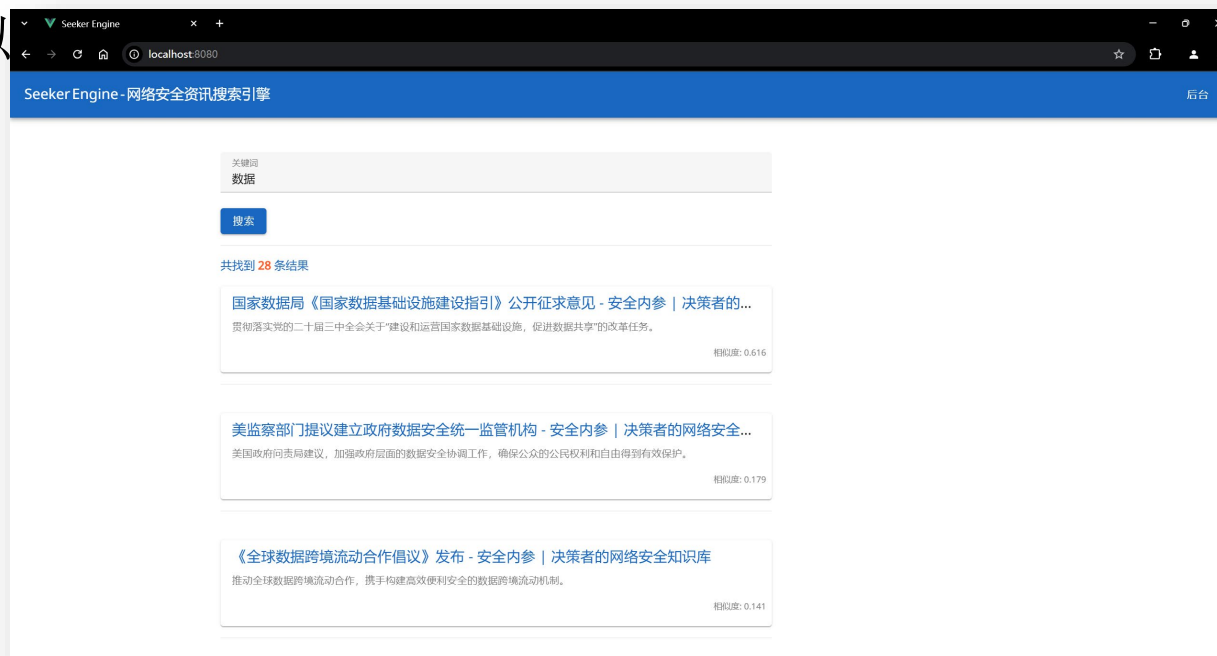 Seeker Engine
localhost:8080
Seeker Engine - 网络安全资讯搜索引擎
后台
关键词
数据
搜索
共找到 28 条结果
国家数据局《国家数据基础设施建设指引》公开征求意见 - 安全内参 | 决策者的...
贯彻落实党的二十届三中全会关于“建设和运营国家数据基础设施，促进数据共享”的改革任务。
相似度: 0.616
美监察部门提议建立政府数据安全统一监管机构 - 安全内参 | 决策者的网络安全...
美国政府问责局建议，加强政府层面的数据安全协调工作，确保公众的公民权利和自由得到有效保护。
相似度: 0.179
《全球数据跨境流动合作倡议》发布 - 安全内参 | 决策者的网络安全知识库
推动全球数据跨境流动合作，携手构建高效便利安全的数据跨境流动机制。
相似度: 0.141